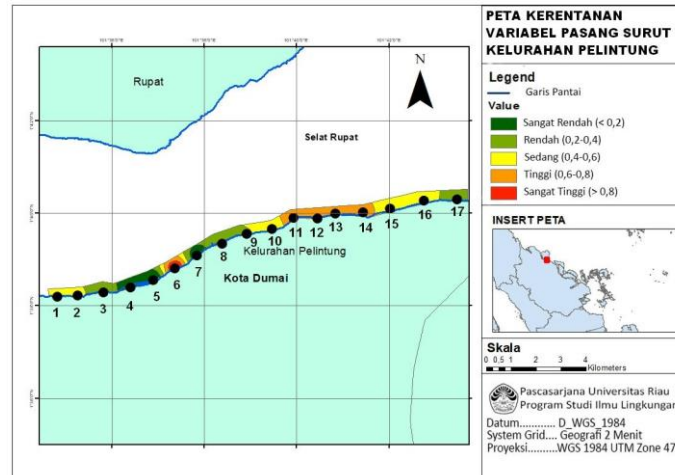 PETA KERENTANAN
VARIABEL PASANG SURUT
KELURAHAN PELINTUNG
Legend
Garis Pantai
Value
Sangat Rendah (< 0,2)
Rendah (0,2-0,4)
Sedang (0,4-0,6)
Tinggi (0,6-0,8)
Sangat Tinggi (> 0,8)
INSERT PETA
Skala
0 0,5 1 2 3 4
Kilometers
Pascasarjana Universitas Riau
Program Studi Ilmu Lingkungan
Datum............ D_WGS_1984
System Grid.... Geografi 2 Menit
Proyeksi..........WGS 1984 UTM Zone 47
Rupat
N
Selat Rupat
1 2 3 4 5 6 7 8 9 10 11 12 13 14 15 16 17
Kelurahan Pelintung
Kota Dumai